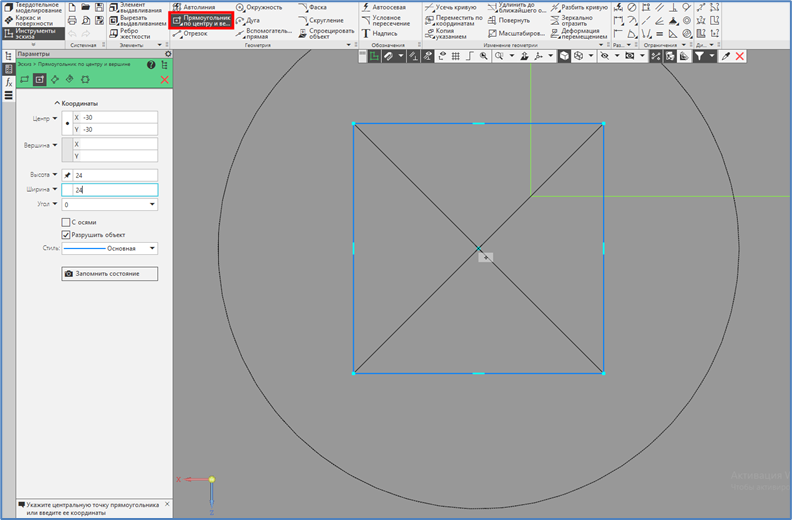 Твердотельное
моделирование
Каркас и
поверхности
Инструменты
эскиза
Системная
Элемент
выдавливания
Вырезать
выдавливанием
Ребро
жесткости
Элементы
Автолиния
Прямоугольник
по центру и ве...
Отрезок
Окружность
Дуга
Вспомогатель...
прямая
Фаска
Скругление
Спроецировать
объект
Геометрия
Автоосевая
Условное
пересечение
Надпись
Обозначения
Усечь кривую
Переместить по
координатам
Копия
указанием
Удлинить до
ближайшего о...
Повернуть
Масштабиров...
Разбить кривую
Зеркально
отразить
Деформация
перемещением
Изменение геометрии
Раз...
Ограничения
Ди...
Параметры
Эскиз > Прямоугольник по центру и вершине
Координаты
Центр
X -30
Y -30
Вершина
X
Y
Высота 24
Ширина 24
Угол 0
С осями
Разрушить объект
Стиль: Основная
Запомнить состояние
X
Укажите центральную точку прямоугольника
или введите ее координаты